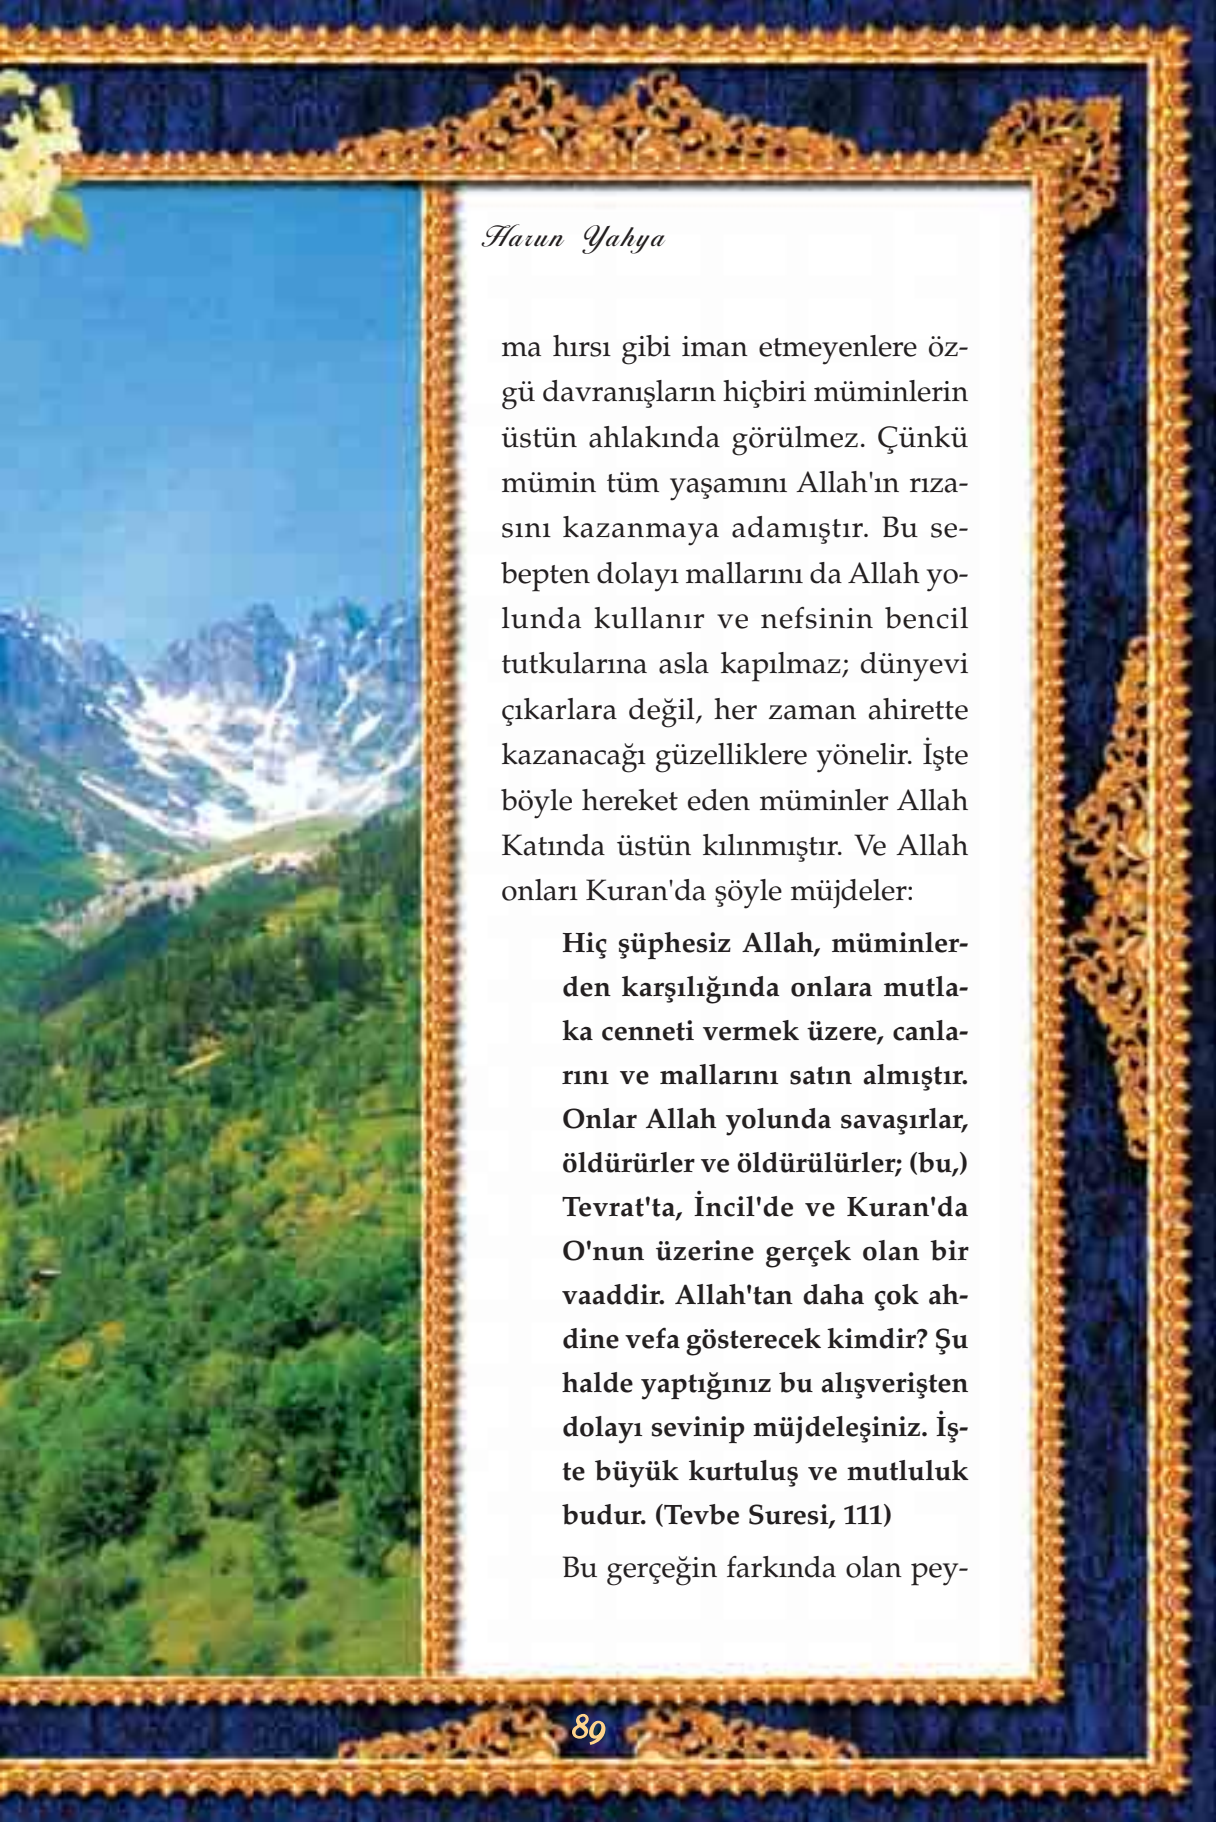 Harun Yahya
ma hırsı gibi iman etmeyenlere öz-
gü davranışların hiçbiri müminlerin
üstün ahlakında görülmez. Çünkü
mümin tüm yaşamını Allah'ın rıza-
sını kazanmaya adamıştır. Bu se-
bepten dolayı mallarını da Allah yo-
lunda kullanır ve nefsinin bencil
tutkularına asla kapılmaz; dünyevi
çıkarlara değil, her zaman ahirette
kazanacağı güzelliklere yönelir. İşte
böyle hereket eden müminler Allah
Katında üstün kılınmıştır. Ve Allah
onları Kuran'da şöyle müjdeler:
Hiç şüphesiz Allah, müminler-
den karşılığında onlara mutla-
ka cenneti vermek üzere, canla-
rını ve mallarını satın almıştır.
Onlar Allah yolunda savaşırlar,
öldürürler ve öldürülürler; (bu,)
Tevrat'ta, İncil'de ve Kuran'da
O'nun üzerine gerçek olan bir
vaaddir. Allah'tan daha çok ah-
dine vefa gösterecek kimdir? Şu
halde yaptığınız bu alışverişten
dolayı sevinip müjdeleşiniz. İş-
te büyük kurtuluş ve mutluluk
budur. (Tevbe Suresi, 111)
Bu gerçeğin farkında olan pey-
89